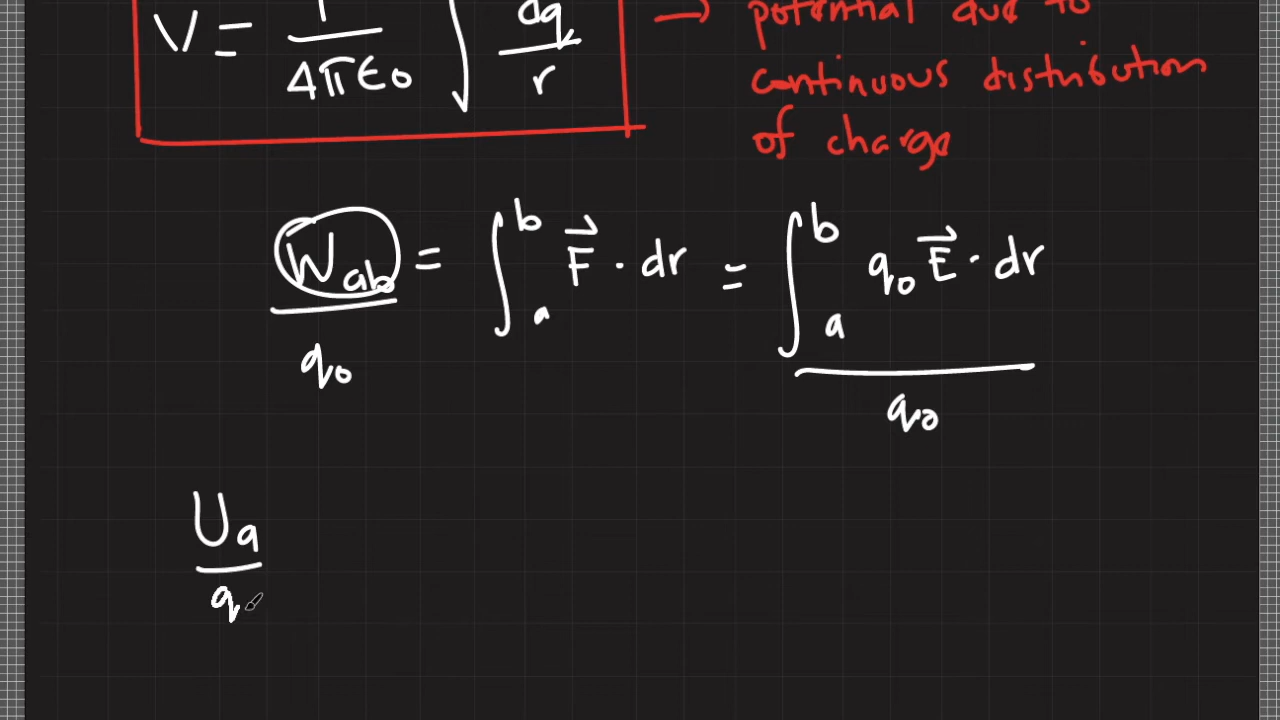 V = 1/4πε₀ ∫ dq/r → potential due to
continuous distribution
of charge
W_ab/q₀ = ∫_a^b F⃗ · dr = ∫_a^b q₀ E⃗ · dr / q₀
U_a/q